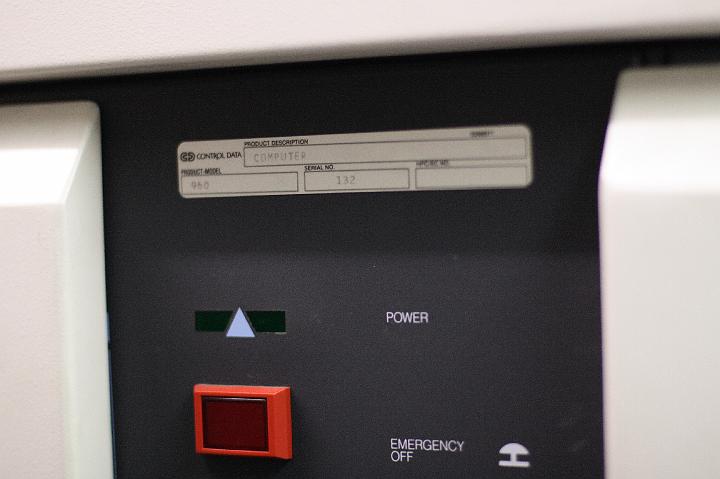 PRODUCT DESCRIPTION
CONTROL DATA
COMPUTER
PRODUCT-MODEL
SERIAL NO.
960
132
POWER
EMERGENCY
OFF